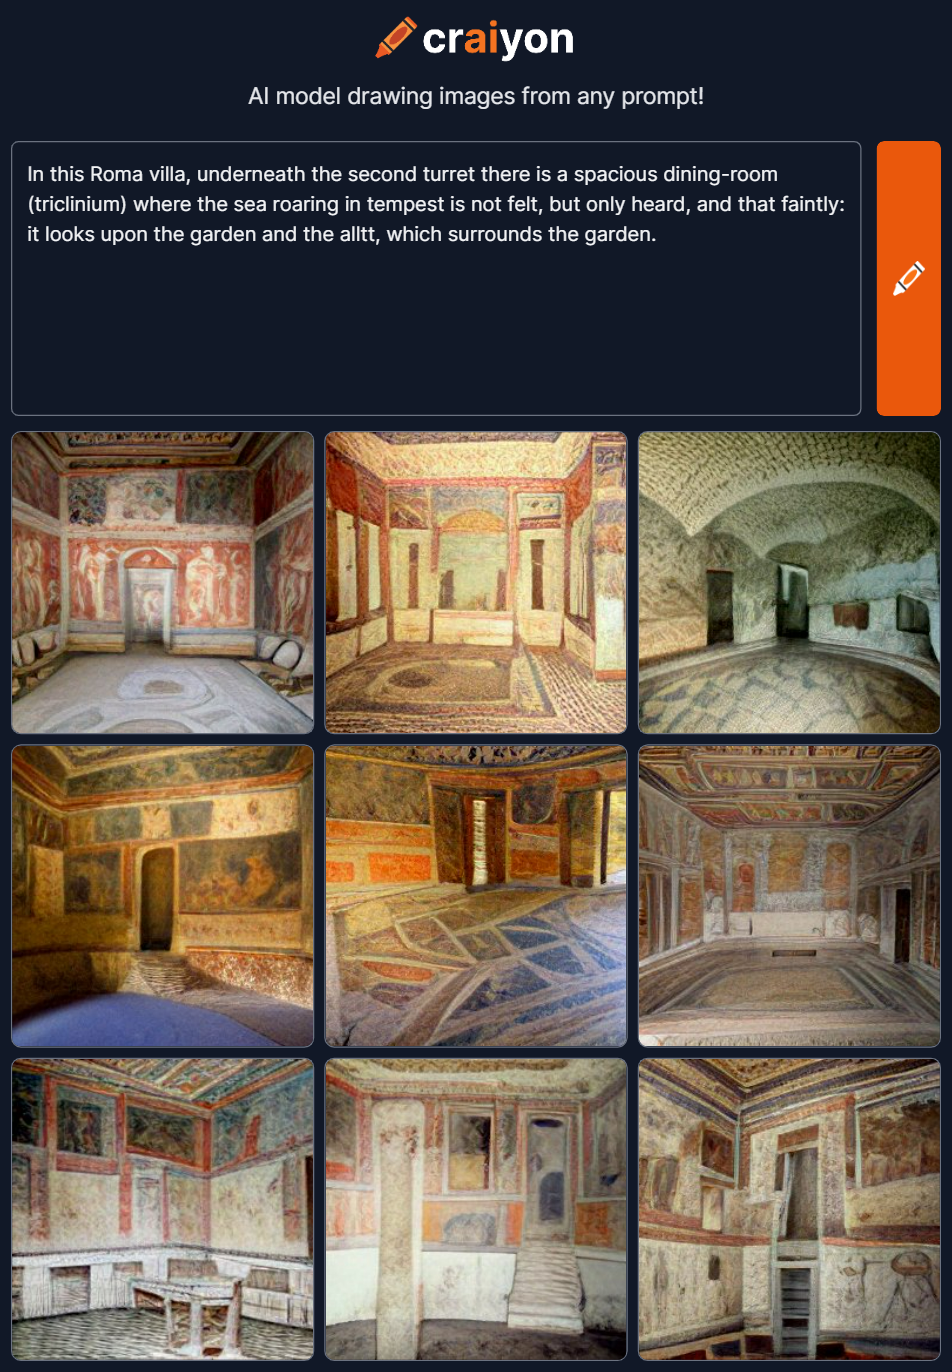 craiyon
AI model drawing images from any prompt!
In this Roma villa, underneath the second turret there is a spacious dining-room
(triclinium) where the sea roaring in tempest is not felt, but only heard, and that faintly:
it looks upon the garden and the alltt, which surrounds the garden.